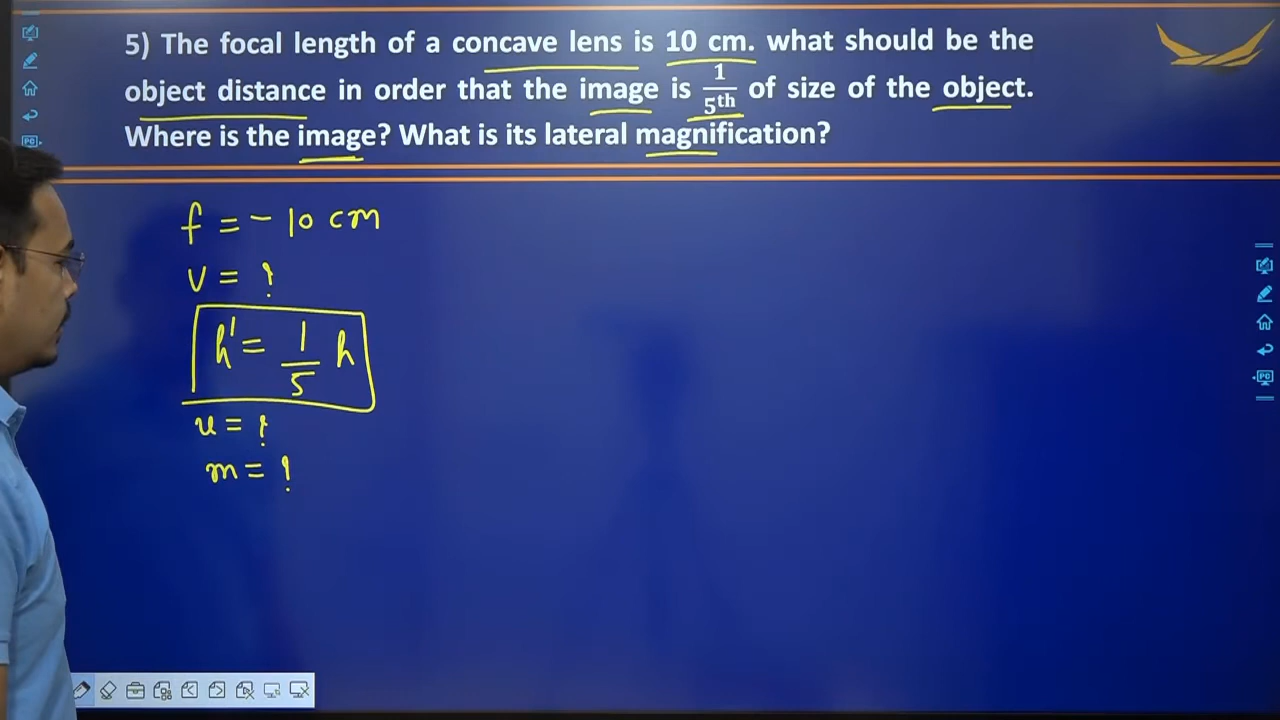 5) The focal length of a concave lens is 10 cm. what should be the
object distance in order that the image is 1/5th of size of the object.
Where is the image? What is its lateral magnification?
f = - 10 cm
v = ?
h' = 1/5 h
u = ?
m = ?